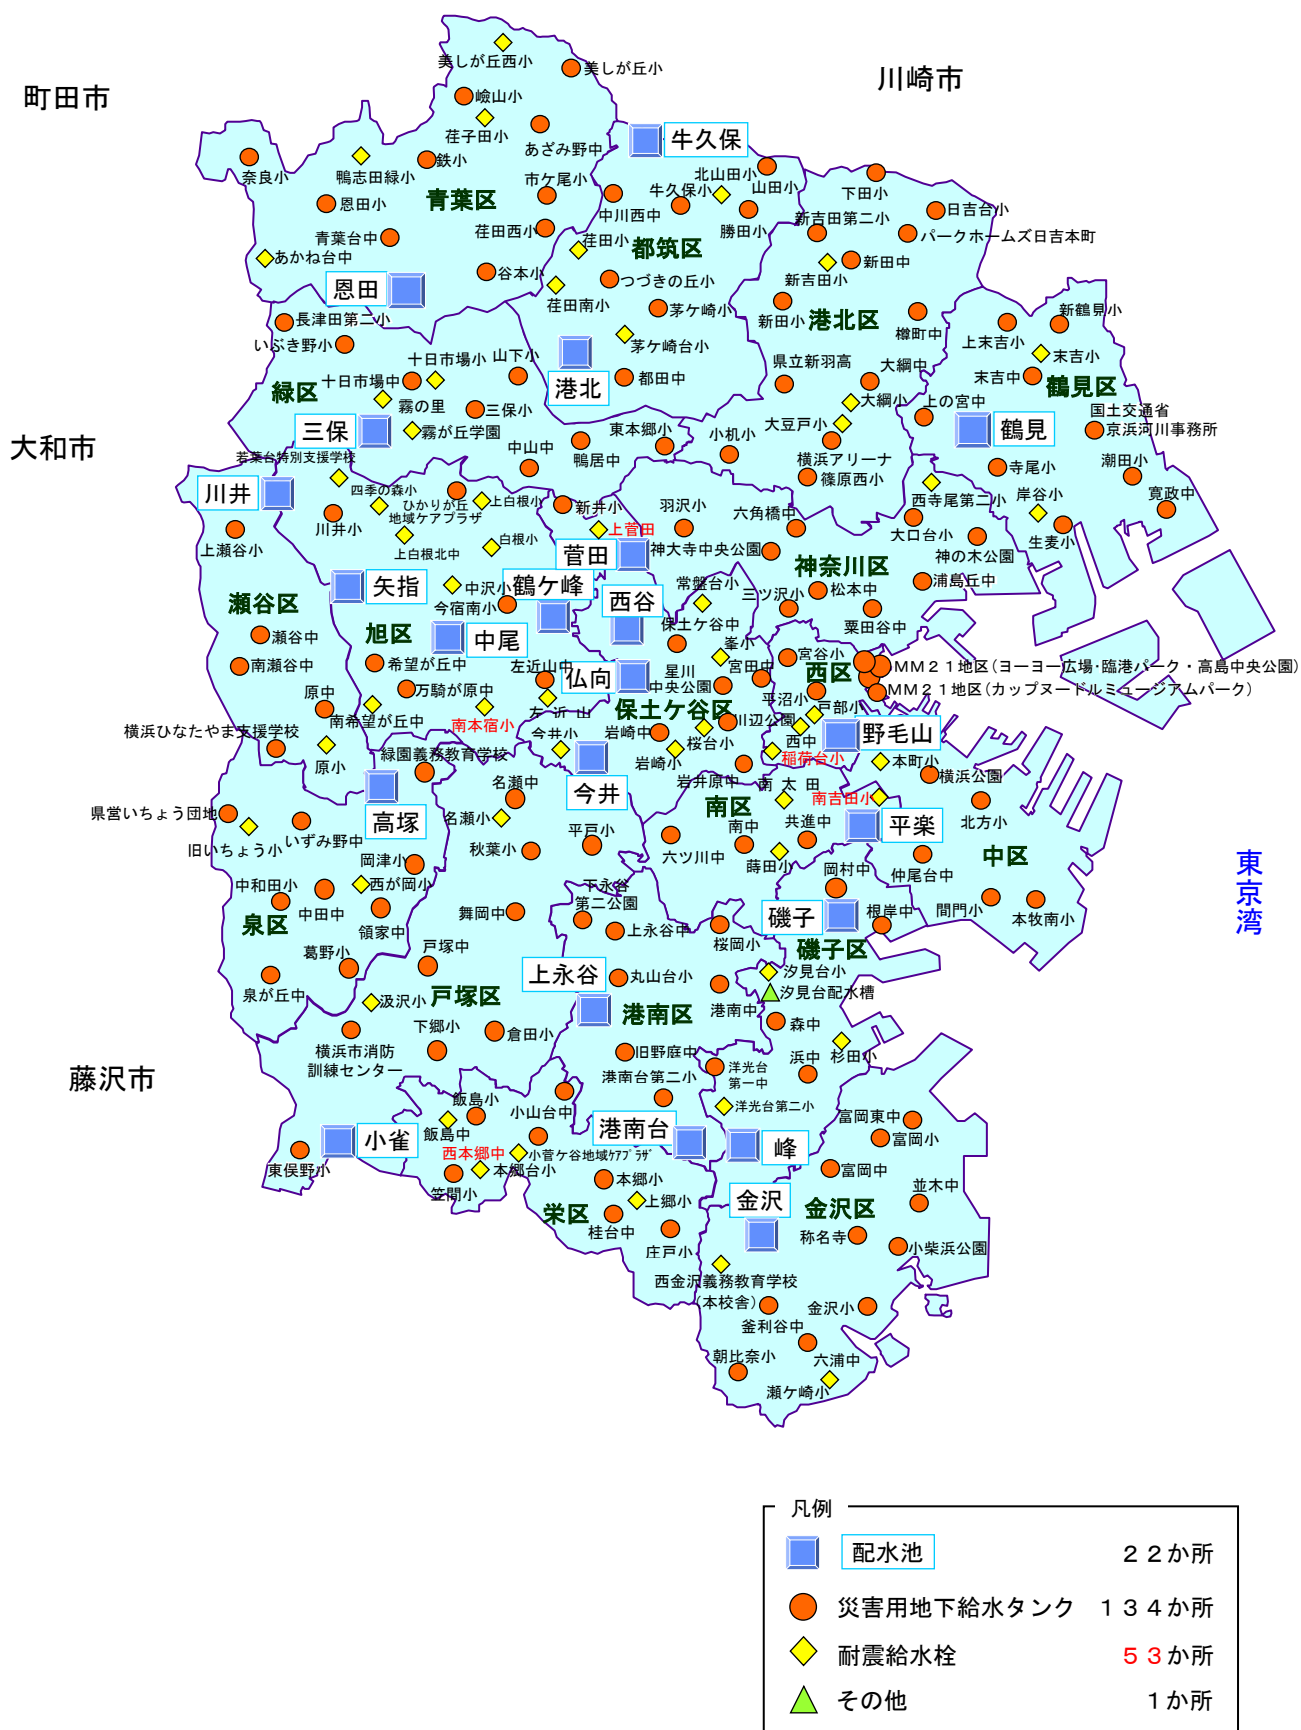 町田市
川崎市
大和市
藤沢市
東京湾
美しが丘西小
美しが丘小
嶮山小
荏子田小
あざみ野中
奈良小
鴨志田緑小
鉄小
恩田小
青葉区
市ケ尾小
荏田西小
青葉台中
あかね台中
谷本小
恩田
牛久保
北山田小
山田小
牛久保小
中川西中
勝田小
荏田小
都筑区
つづきの丘小
荏田南小
茅ケ崎小
茅ケ崎台小
港北
都田中
下田小
日吉台小
新吉田第二小
パークホームズ日吉本町
新田中
新吉田小
新田小
港北区
樽町中
県立新羽高
大綱中
大綱小
大豆戸小
小机小
横浜アリーナ
篠原西小
新鶴見小
上末吉小
末吉小
末吉中
鶴見区
上の宮中
鶴見
国土交通省
京浜河川事務所
寺尾小
潮田小
西寺尾第二小
岸谷小
寛政中
生麦小
長津田第二小
いぶき野小
十日市場小
山下小
十日市場中
緑区
霧の里
三保小
三保
霧が丘学園
中山中
鴨居中
東本郷小
若葉台特別支援学校
川井
四季の森小
ひかりが丘
地域ケアプラザ
上白根小
川井小
上瀬谷小
上白根北中
白根小
新井小
上菅田
菅田
羽沢小
六角橋中
神大寺中央公園
大口台小
神の木公園
神奈川区
浦島丘中
松本中
三ツ沢小
粟田谷中
瀬谷区
矢指
中沢小
鶴ケ峰
今宿南小
旭区
中尾
西谷
常盤台小
保土ケ谷中
瀬谷中
南瀬谷中
希望が丘中
万騎が原中
左近山中
仏向
星川
中央公園
峯小
宮田中
宮谷小
西区
MM21地区(ヨーヨー広場・臨港パーク・高島中央公園)
MM21地区(カップヌードルミュージアムパーク)
平沼小
戸部小
原中
南希望が丘中
南本宿小
左近山
保土ケ谷区
川辺公園
西中
野毛山
横浜ひなたやま支援学校
原小
緑園義務教育学校
今井小
岩崎中
桜台小
岩崎小
稲荷台小
今井
岩井原中
本町小
横浜公園
高塚
名瀬中
名瀬小
南区
南太田
南吉田小
平楽
北方小
中区
県営いちょう団地
旧いちょう小
いずみ野中
岡津小
秋葉小
平戸小
六ツ川中
南中
共進中
蒔田小
仲尾台中
間門小
本牧南小
中和田小
西が岡小
中田中
領家中
泉区
舞岡中
下永谷
第二公園
上永谷中
桜岡小
岡村中
磯子
根岸中
磯子区
葛野小
泉が丘中
戸塚中
戸塚区
汲沢小
上永谷
丸山台小
港南区
港南中
汐見台小
汐見台配水槽
森中
横浜市消防
訓練センター
下郷小
倉田小
旧野庭中
港南台第二小
洋光台
第一中
浜中
杉田小
洋光台第二小
小雀
東俣野小
飯島小
飯島中
小山台中
西本郷中
小菅ケ谷地域ケアプラザ
本郷台小
笠間小
港南台
峰
富岡東中
富岡小
富岡中
並木中
本郷小
上郷小
栄区
桂台中
庄戸小
金沢
金沢区
称名寺
小柴浜公園
西金沢義務教育学校
(本校舎)
金沢小
釜利谷中
朝比奈小
六浦中
瀬ケ崎小
凡例
配水池 22か所
災害用地下給水タンク 134か所
耐震給水栓 53か所
その他 1か所